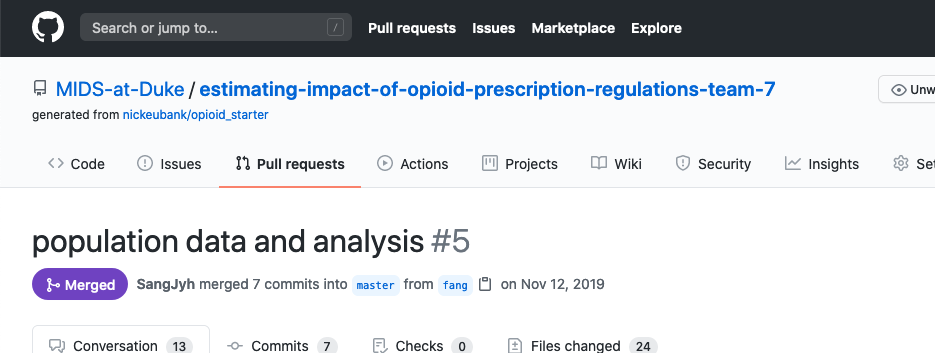 Search or jump to... / Pull requests Issues Marketplace Explore
MIDS-at-Duke / estimating-impact-of-opioid-prescription-regulations-team-7 Unw
generated from nickeubank/opioid_starter
Code Issues Pull requests Actions Projects Wiki Security Insights Set
population data and analysis #5
Merged SangJyh merged 7 commits into master from fang on Nov 12, 2019
Conversation 13 Commits 7 Checks 0 Files changed 24